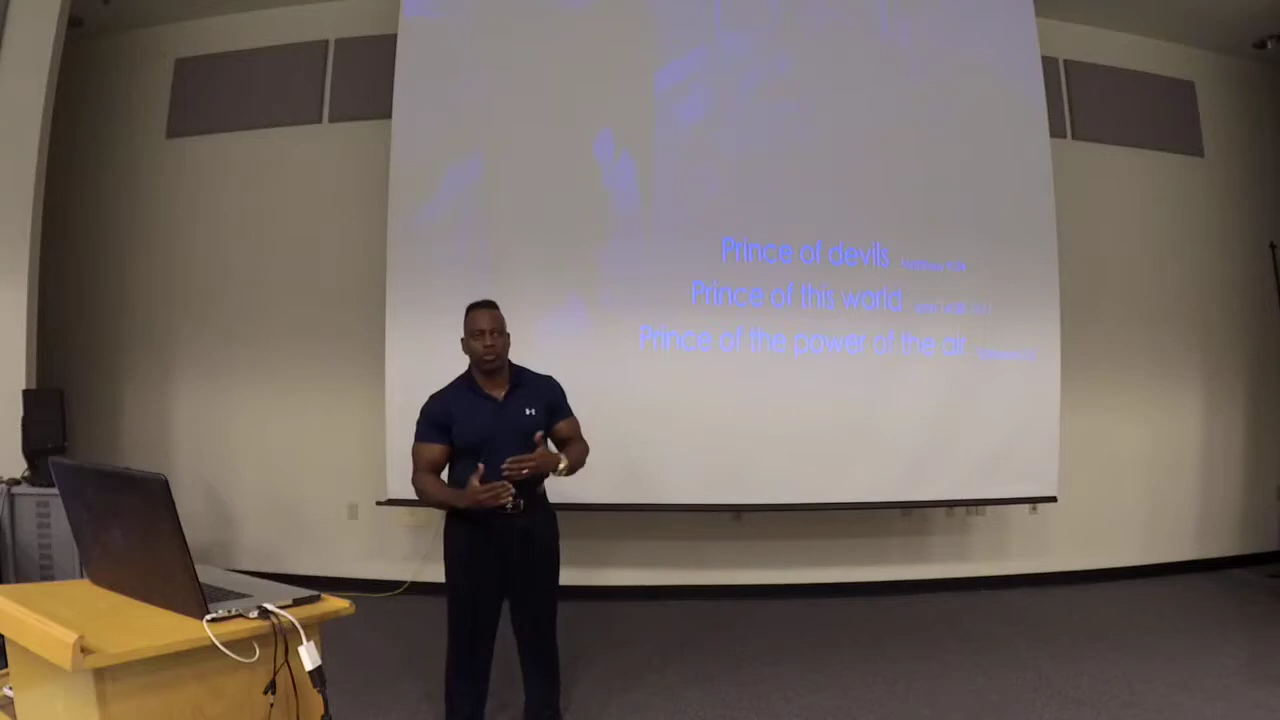 Prince of devils
Prince of this world
Prince of the power of the air